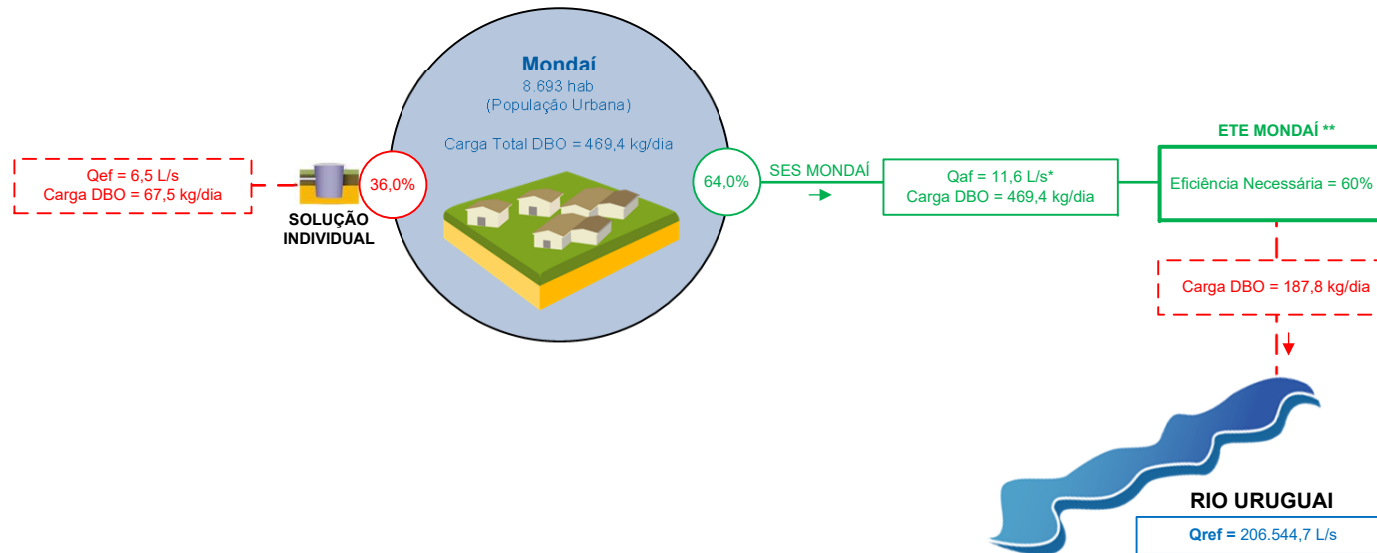 Mondaí
8.693 hab
(População Urbana)
Carga Total DBO = 469,4 kg/dia
Qef = 6,5 L/s
Carga DBO = 67,5 kg/dia
SOLUÇÃO
INDIVIDUAL
36,0%
64,0%
SES MONDAÍ
Qaf = 11,6 L/s*
Carga DBO = 469,4 kg/dia
ETE MONDAÍ **
Eficiência Necessária = 60%
Carga DBO = 187,8 kg/dia
RIO URUGUAI
Qref = 206.544,7 L/s